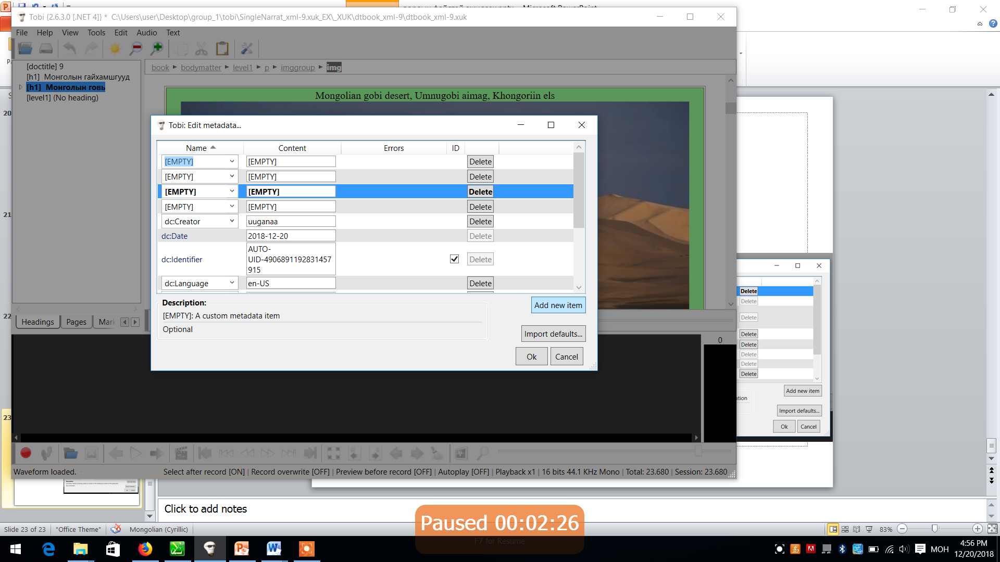 Tobi {2.6.3.0 [.NET 4]} * C:\Users\user\Desktop\group_1\tobi\SingleNarrat_xml-9.xuk_EX\_XUK\dtbook_xml-9\dtbook_xml-9.xuk
File Help View Tools Edit Audio Text
[doctitle] 9
[h1] Монголын гайхамшгууд
[h1] Монголын говь
[level1] (No heading)
book bodymatter level1 p imggroup img
Mongolian gobi desert, Umnugobi aimag, Khongoriin els
Tobi: Edit metadata...
Name Content Errors ID
[EMPTY] [EMPTY] Delete
[EMPTY] [EMPTY] Delete
[EMPTY] [EMPTY] Delete
[EMPTY] [EMPTY] Delete
dc:Creator uuganaa Delete
dc:Date 2018-12-20 Delete
dc:Identifier AUTO-
UID-4906891192831457
915 Delete
dc:Language en-US Delete
Description:
[EMPTY]: A custom metadata item
Optional
Add new item
Import defaults...
Ok Cancel
Headings Pages Mark
0
20
21
22
23
Delete
Delete
Delete
Delete
Delete
Delete
Delete
Delete
Add new item
Import defaults...
Ok Cancel
Waveform loaded.
Select after record [ON] | Record overwrite [OFF] | Preview before record [OFF] | Autoplay [OFF] | Playback x1 | 16 bits 44.1 KHz Mono | Total: 23.680 | Session: 23.680
Click to add notes
Paused 00:02:26
F7 for Resume
Slide 23 of 23 "Office Theme" Mongolian (Cyrillic) 83%
МОН
4:56 PM
12/20/2018